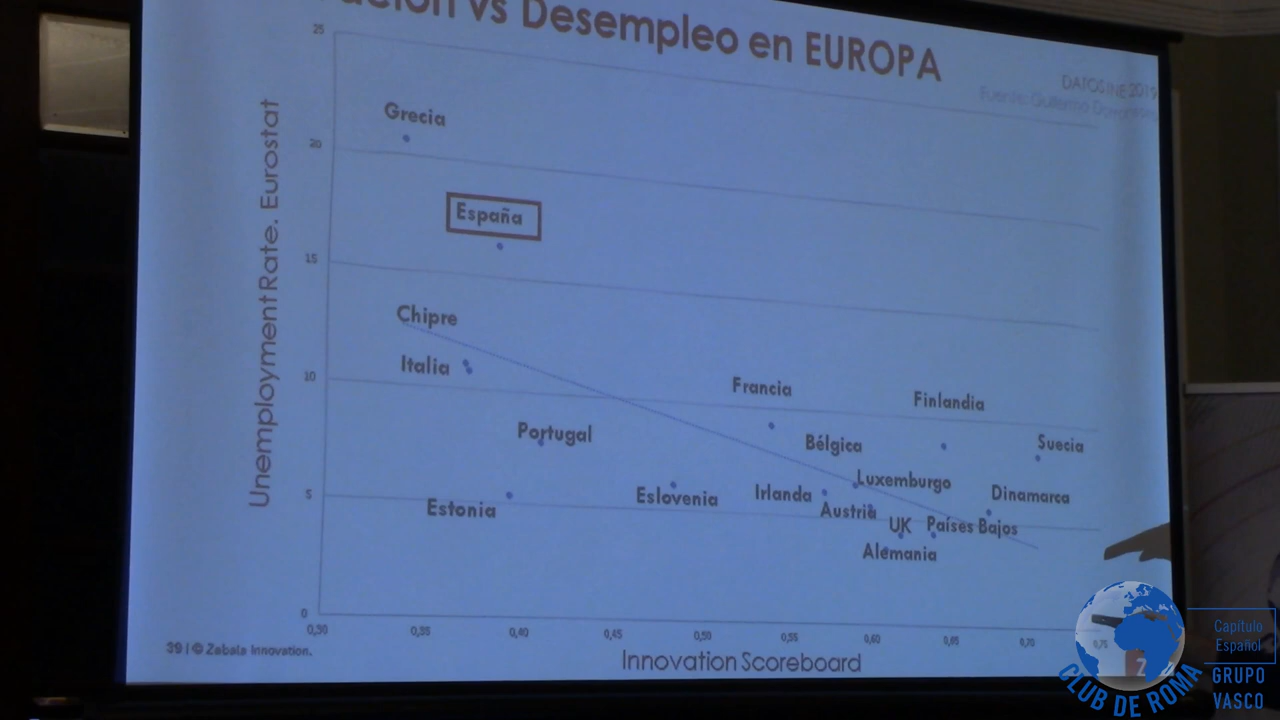 vs Desempleo en EUROPA
DATOS INE 2019
Unemployment Rate. Eurostat
25
20
15
10
5
0
Grecia
España
Chipre
Italia
Portugal
Estonia
Eslovenia
Francia
Finlandia
Bélgica
Suecia
Luxemburgo
Irlanda
Dinamarca
Austria
UK
Países Bajos
Alemania
0,30
0,35
0,40
0,45
0,50
0,55
0,60
0,65
0,70
0,75
Innovation Scoreboard
39 | © Zabala Innovation.
CLUB DE ROMA
Capítulo
Español
GRUPO
VASCO